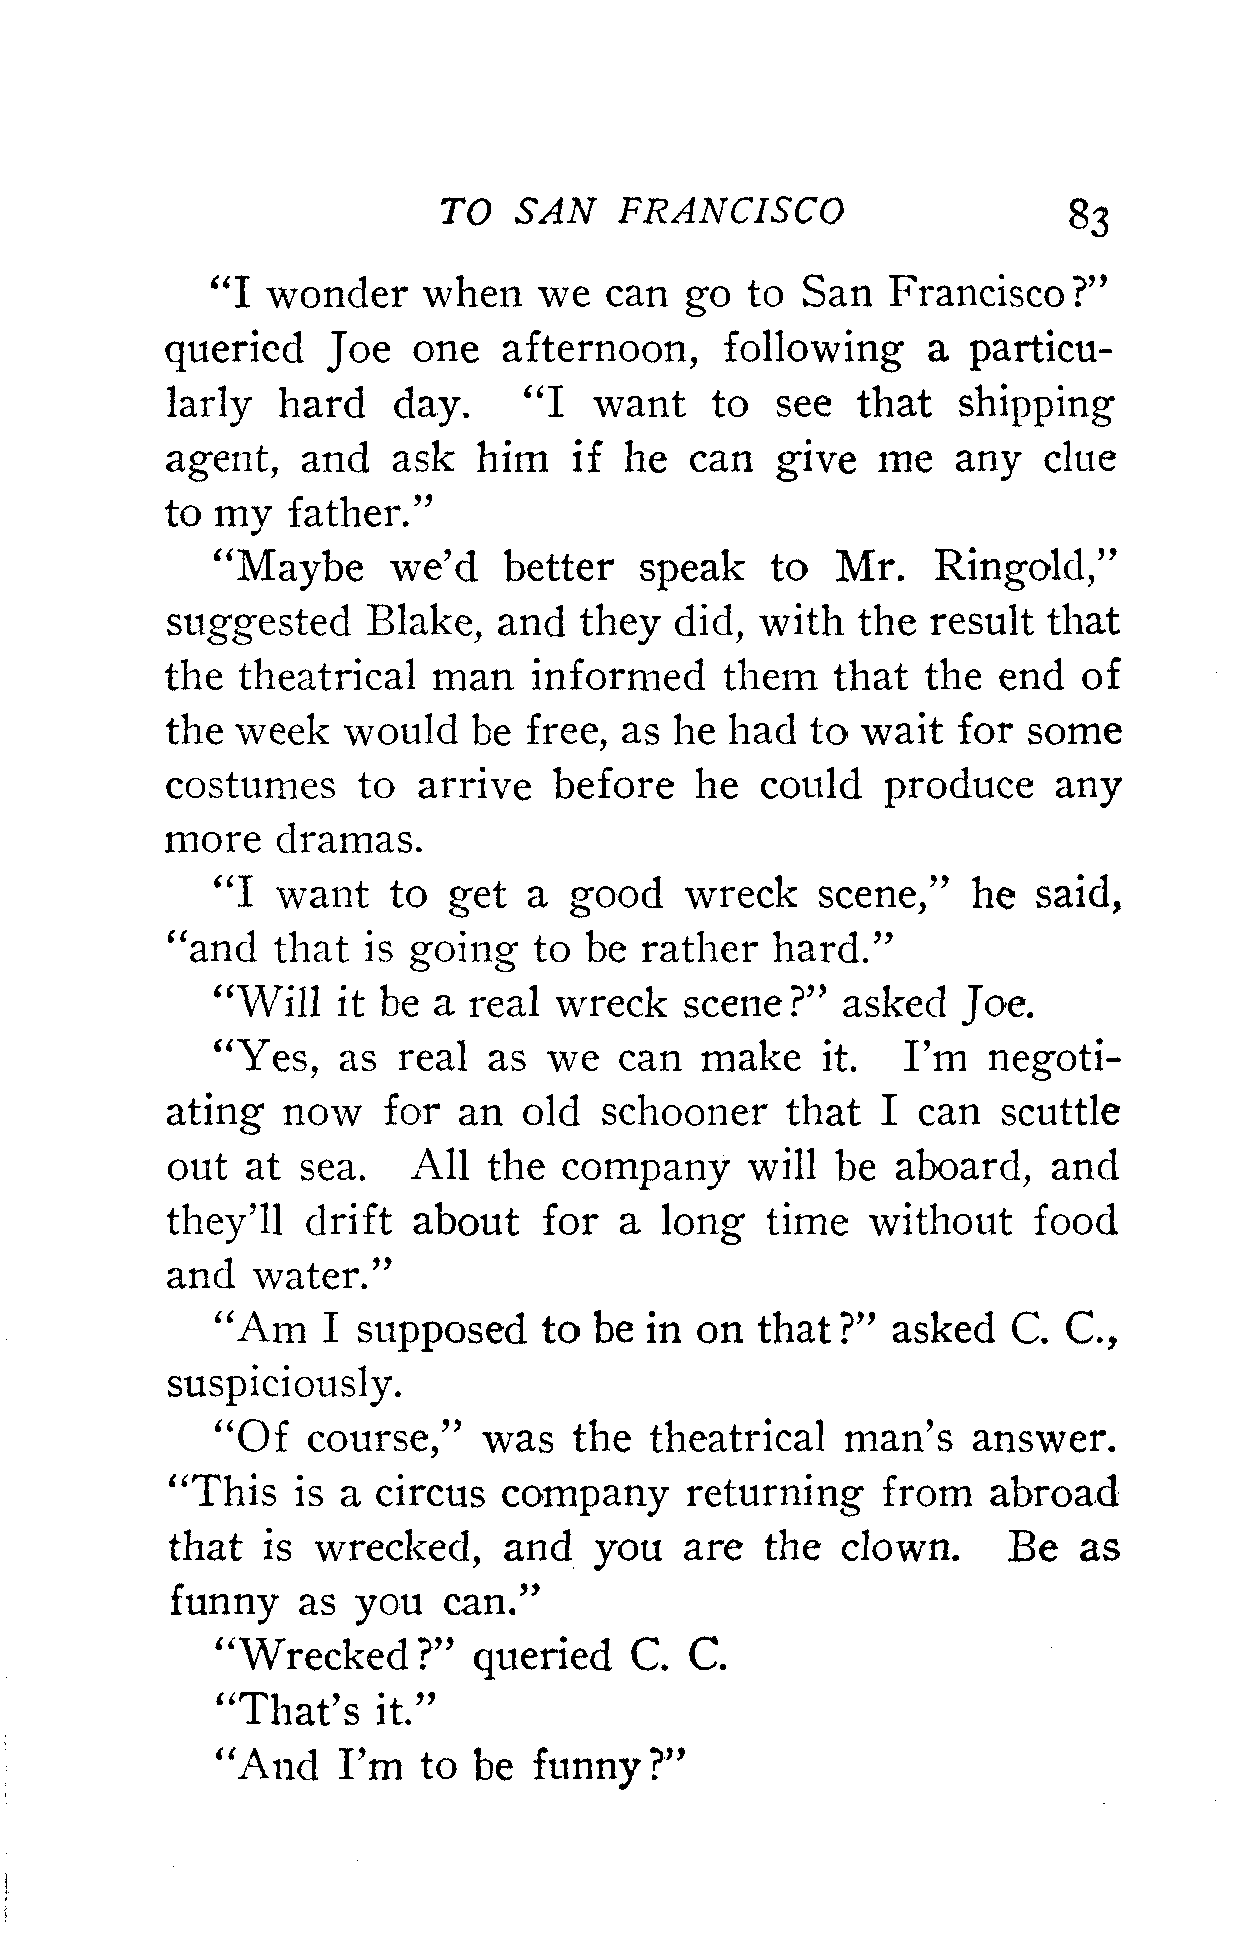 TO SAN FRANCISCO 83
"I wonder when we can go to San Francisco?"
queried Joe one afternoon, following a particu-
larly hard day. "I want to see that shipping
agent, and ask him if he can give me any clue
to my father."
"Maybe we'd better speak to Mr. Ringold,"
suggested Blake, and they did, with the result that
the theatrical man informed them that the end of
the week would be free, as he had to wait for some
costumes to arrive before he could produce any
more dramas.
"I want to get a good wreck scene," he said,
"and that is going to be rather hard."
"Will it be a real wreck scene?" asked Joe.
"Yes, as real as we can make it. I'm negoti-
ating now for an old schooner that I can scuttle
out at sea. All the company will be aboard, and
they'll drift about for a long time without food
and water."
"Am I supposed to be in on that?" asked C. C.,
suspiciously.
"Of course," was the theatrical man's answer.
"This is a circus company returning from abroad
that is wrecked, and you are the clown. Be as
funny as you can."
"Wrecked?" queried C. C.
"That's it."
"And I'm to be funny?"